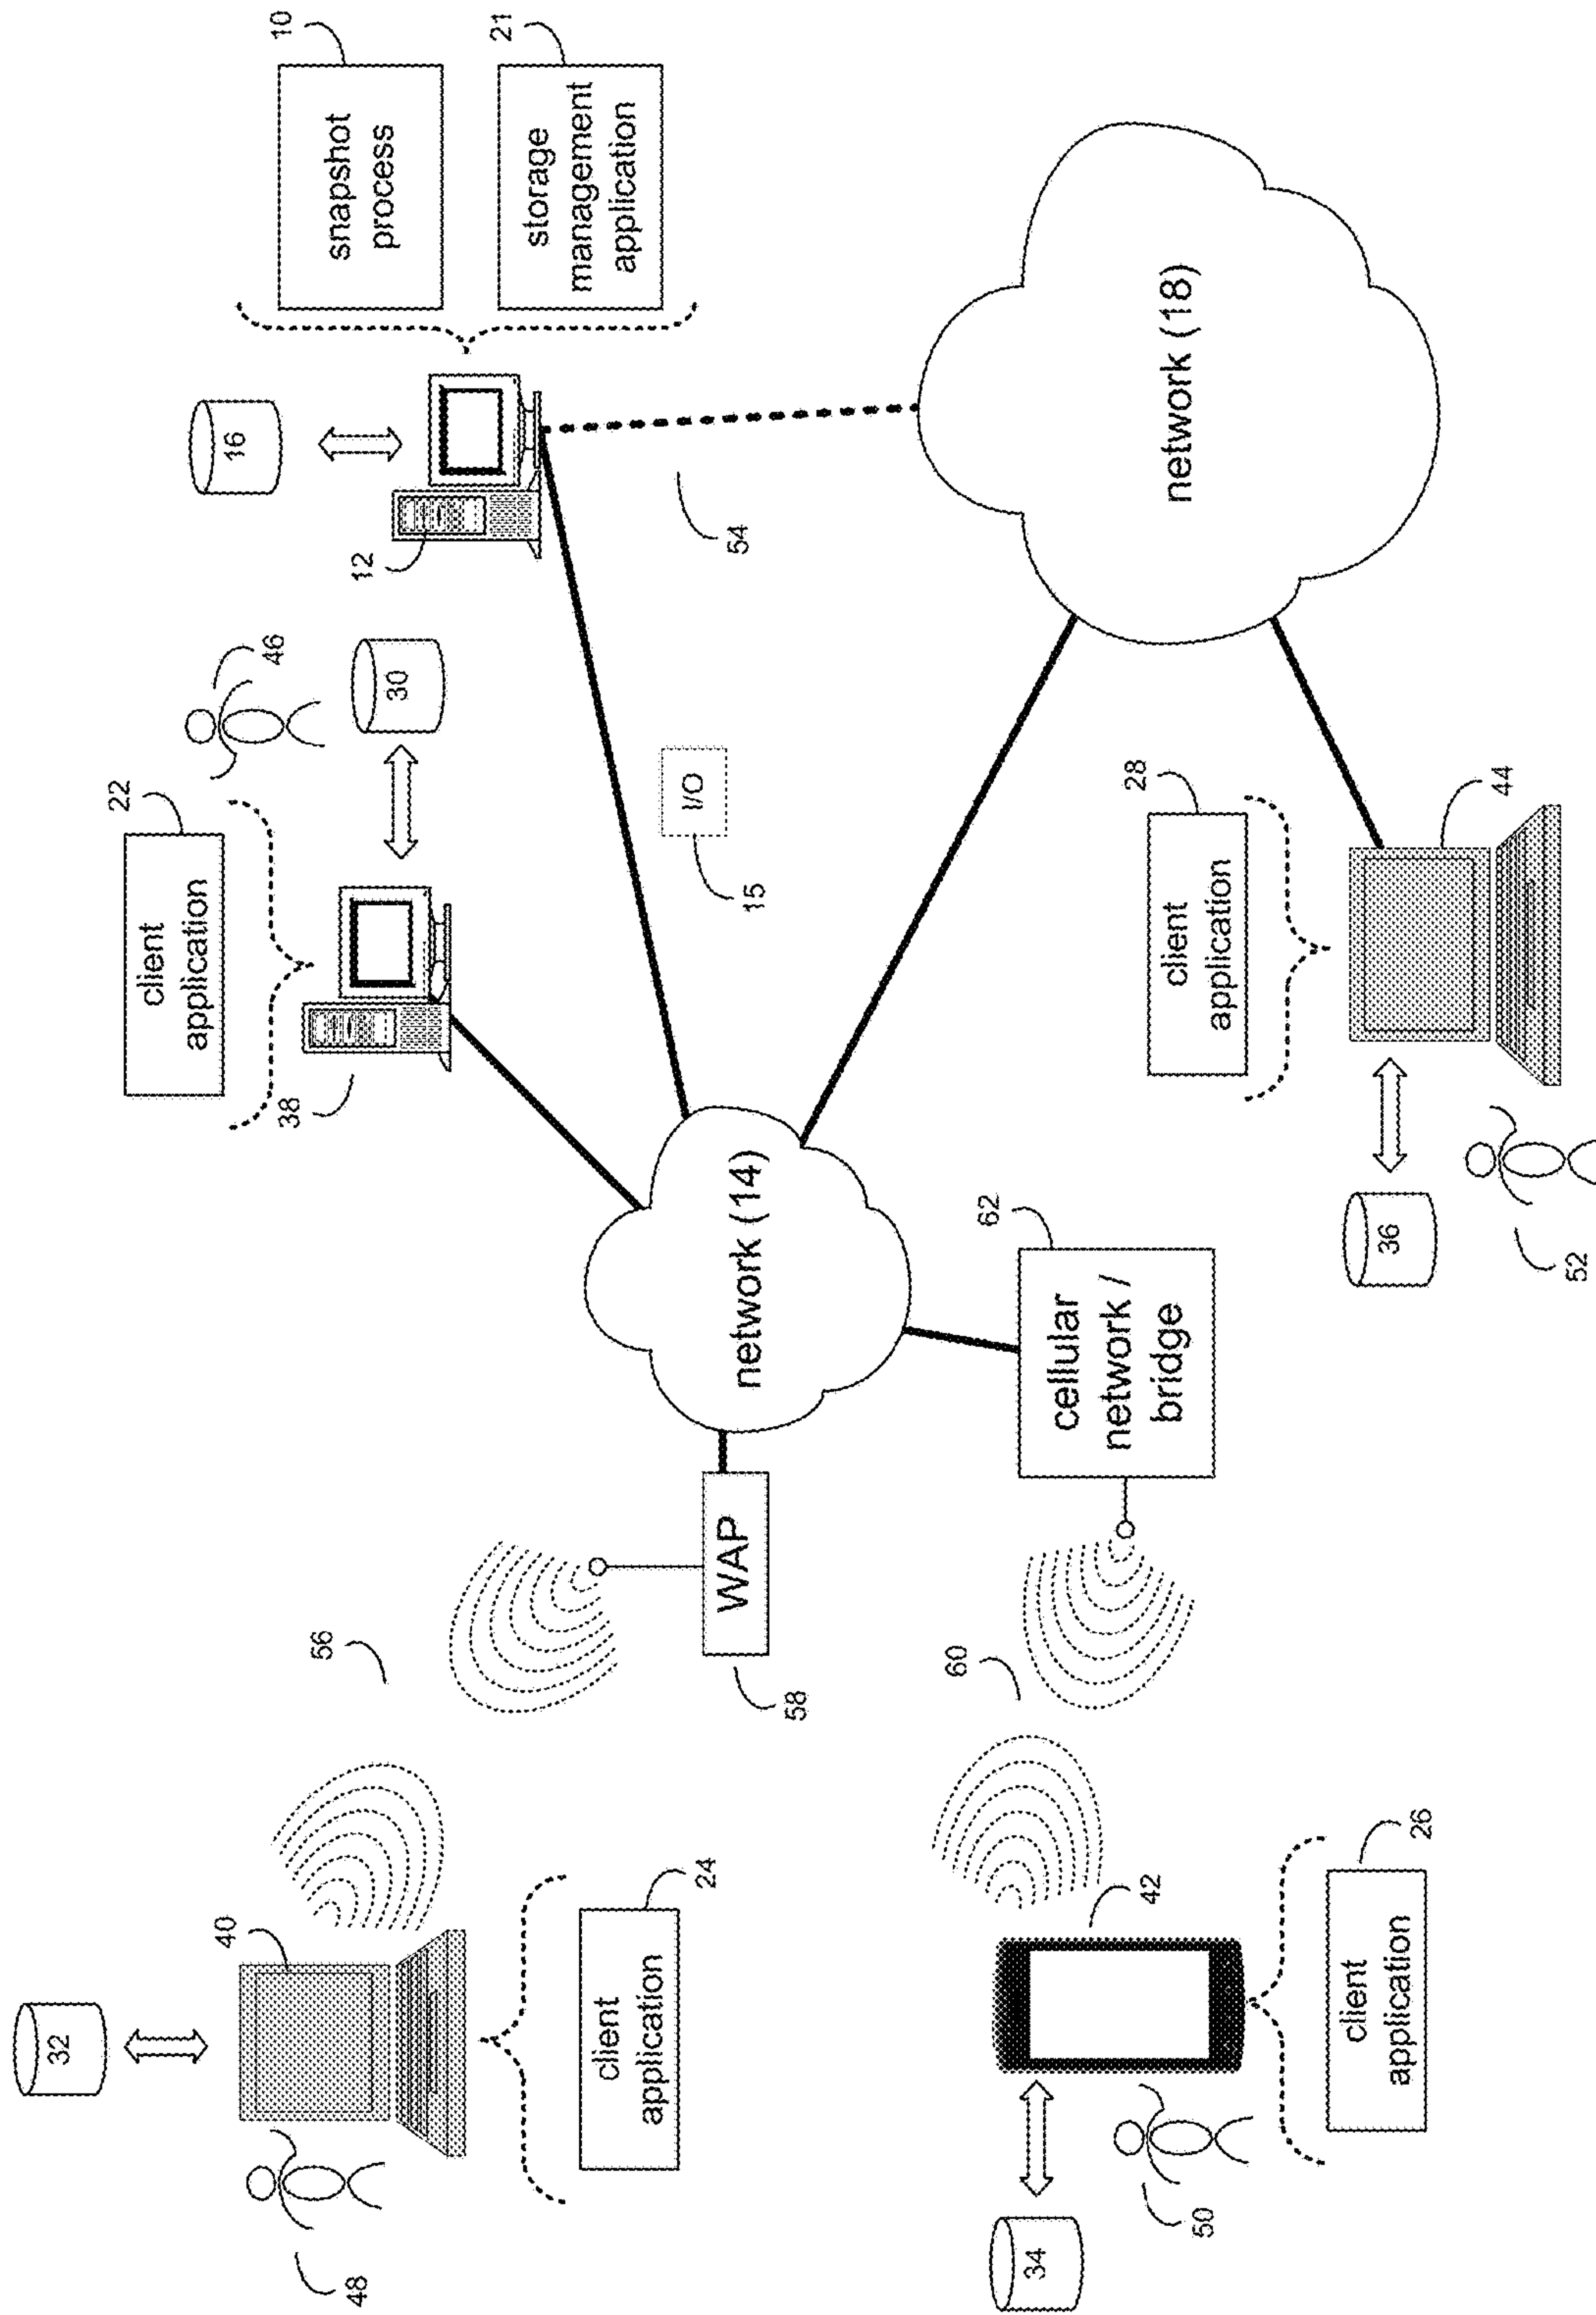 32
40
48
client
application
24
56
WAP
58
34
42
50
client
application
26
60
cellular
network /
bridge
62
network (14)
client
application
22
38
46
30
I/O
15
16
12
snapshot
process
10
storage
management
application
21
54
network (18)
client
application
28
44
36
52